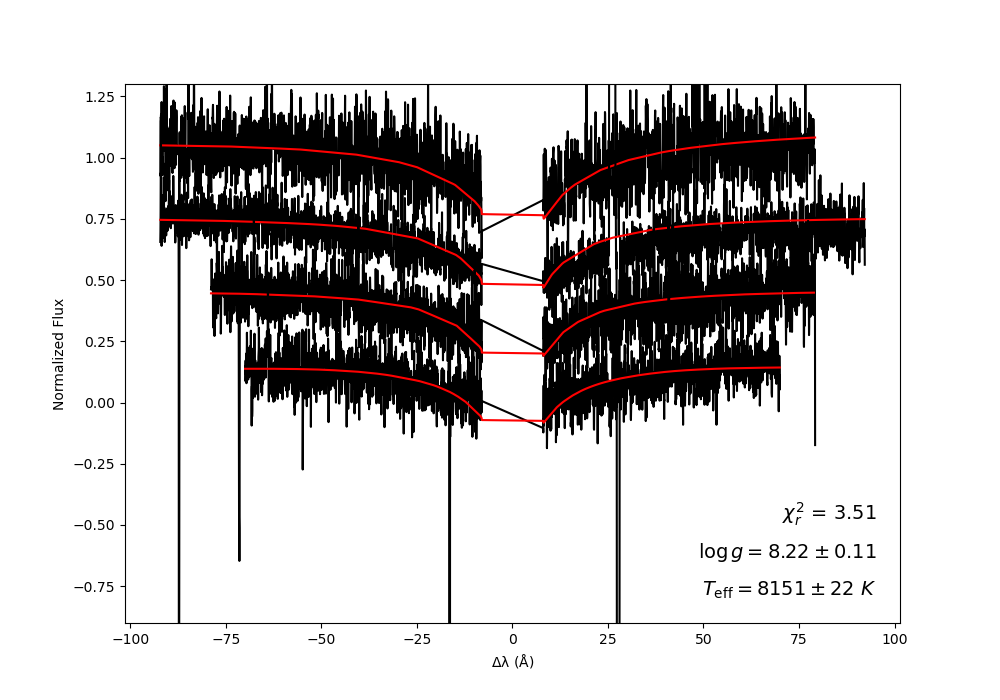 1.25
1.00
0.75
0.50
0.25
0.00
−0.25
−0.50
−0.75
Normalized Flux
χ²ᵣ = 3.51
log g = 8.22 ± 0.11
T_eff = 8151 ± 22 K
−100 −75 −50 −25 0 25 50 75 100
Δλ (Å)